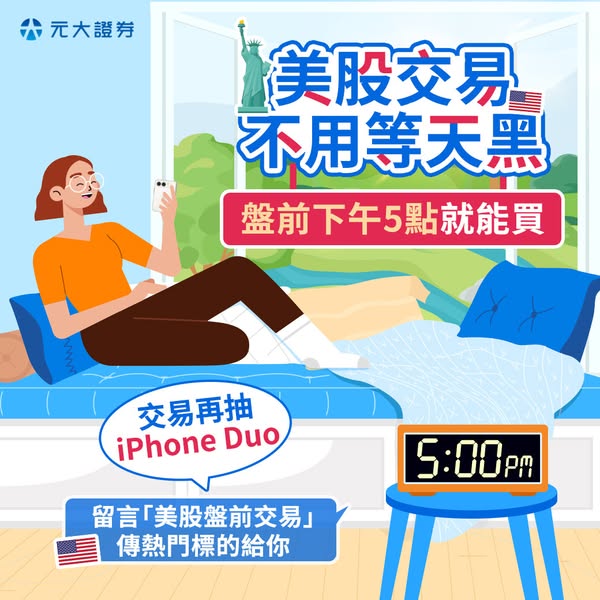 元大證券
美股交易
不用等天黑
盤前下午5點就能買
交易再抽
iPhone Duo
5:00PM
留言「美股盤前交易」
傳熱門標的給你